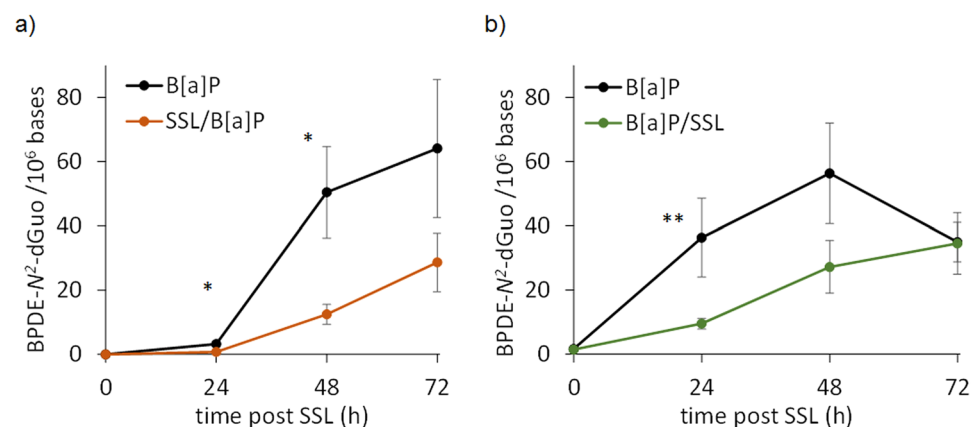 a)
BPDE-N²-dGuo /10⁶ bases
80
60
40
20
0
B[a]P
SSL/B[a]P
*
*
0 24 48 72
time post SSL (h)
b)
BPDE-N²-dGuo /10⁶ bases
80
60
40
20
0
B[a]P
B[a]P/SSL
**
0 24 48 72
time post SSL (h)